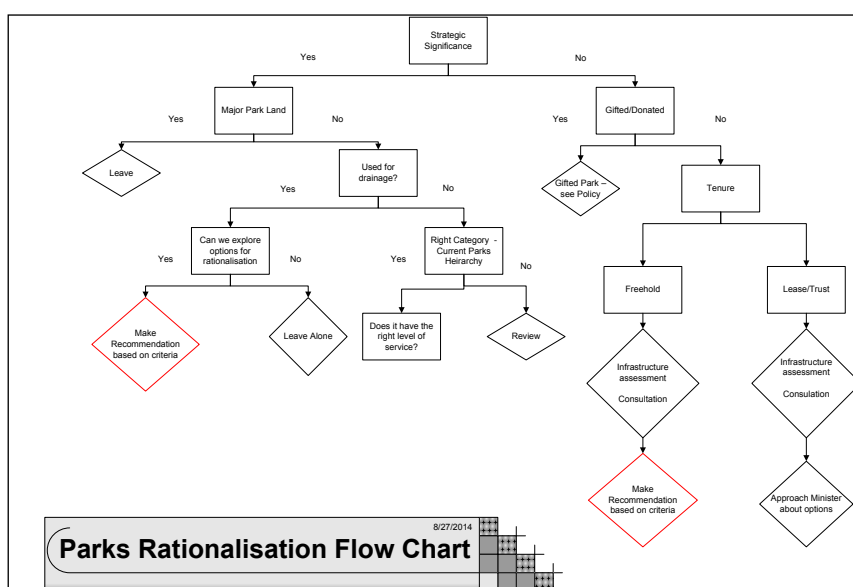 Strategic
Significance
Yes
No
Major Park Land
Gifted/Donated
Yes
No
Yes
No
Leave
Used for
drainage?
Gifted Park –
see Policy
Tenure
Yes
No
Can we explore
options for
rationalisation
Right Category -
Current Parks
Heirarchy
Yes
No
Yes
No
Freehold
Lease/Trust
Make
Recommendation
based on criteria
Leave Alone
Does it have the
right level of
service?
Review
Infrastructure
assessment
Consultation
Infrastructure
assessment
Consulation
Make
Recommendation
based on criteria
Approach Minister
about options
8/27/2014
Parks Rationalisation Flow Chart